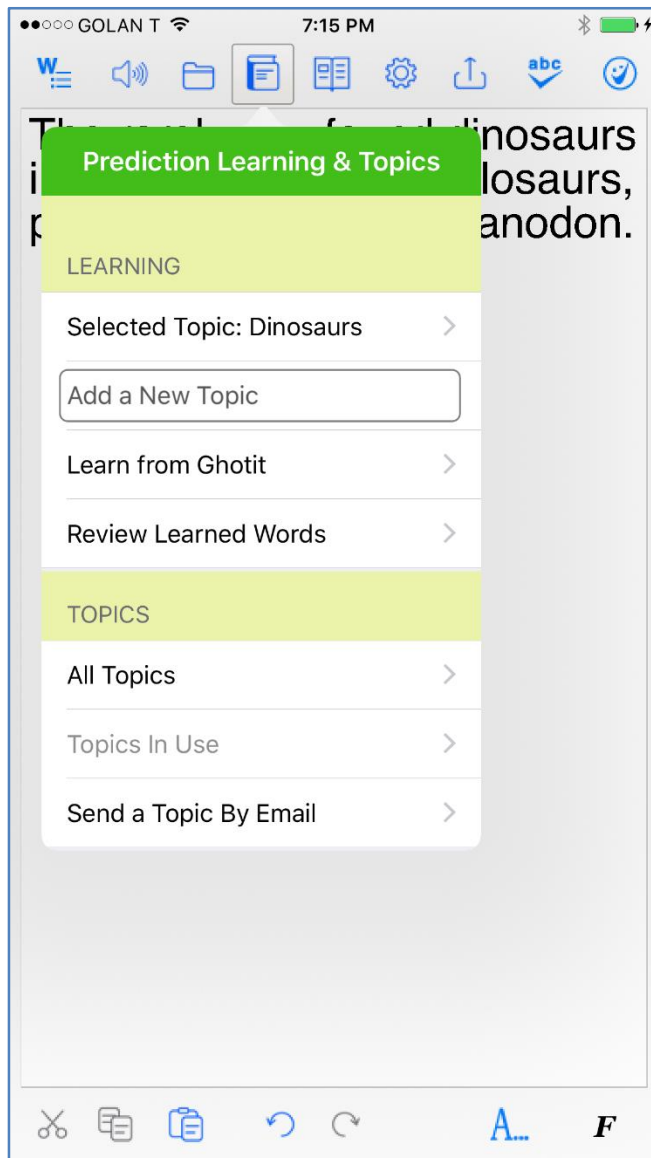 GOLAN T 7:15 PM
W abc
dinosaurs
losaurs,
anodon.
Prediction Learning & Topics
LEARNING
Selected Topic: Dinosaurs
Add a New Topic
Learn from Ghotit
Review Learned Words
TOPICS
All Topics
Topics In Use
Send a Topic By Email
A... F